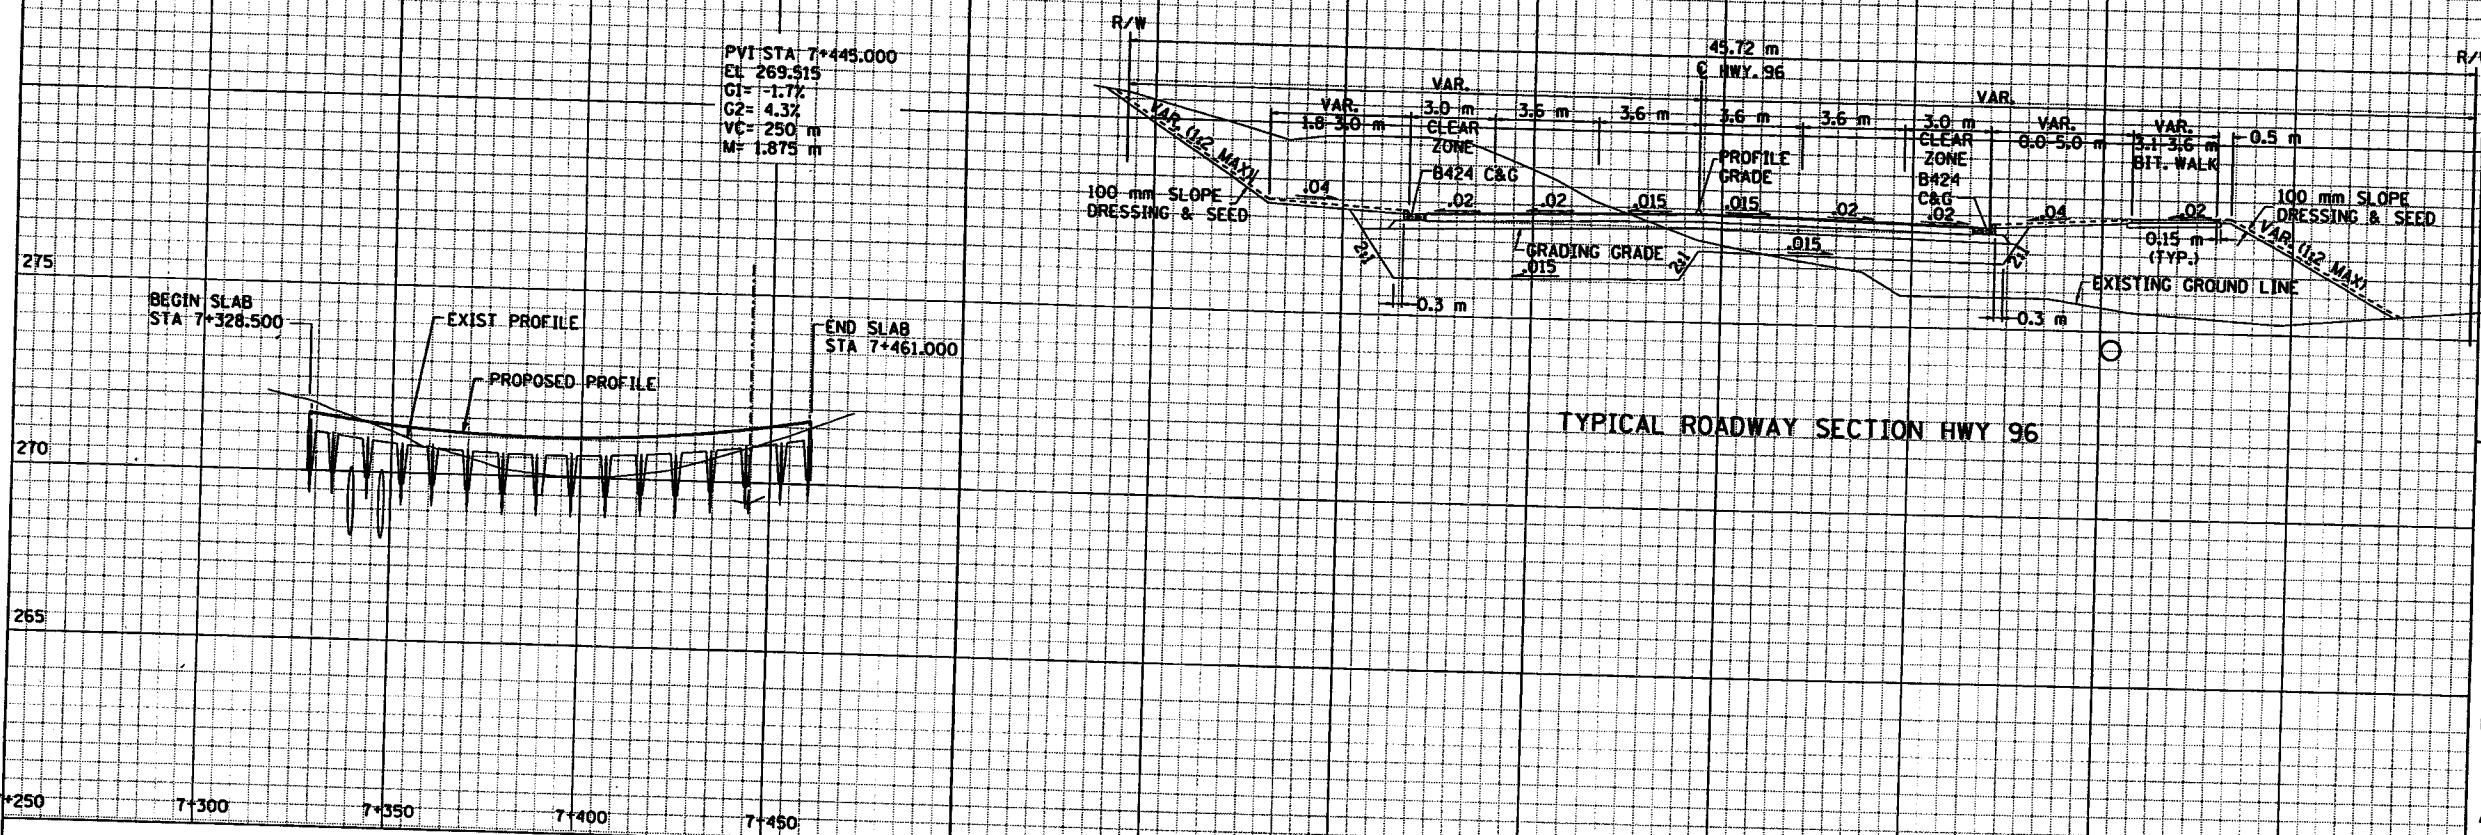 PVI STA 7+445.000
EL 269.515
G1= -1.7%
G2= 4.3%
VC= 250 m
M= 1.875 m
275
BEGIN SLAB
STA 7+328.500
EXIST PROFILE
END SLAB
STA 7+461.000
PROPOSED PROFILE
270
265
7+300
7+350
7+400
7+450
R/W
45.72 m
HWY. 96
VAR.
VAR.
VAR. (1:2 MAX)
VAR.
1.8-3.0 m
3.0 m
CLEAR
ZONE
3.6 m
3.6 m
3.6 m
3.6 m
3.0 m
CLEAR
ZONE
B424
C&G
VAR.
0.0-5.0 m
VAR.
3.1-3.6 m
BIT. WALK
0.5 m
PROFILE
GRADE
B424 C&G
100 mm SLOPE
DRESSING & SEED
.04
.02
.02
.015
.015
.02
.02
.04
.02
100 mm SLOPE
DRESSING & SEED
0.15 m
(TYP.)
VAR. (1:2 MAX)
2:1
GRADING GRADE
.015
2:1
.015
2:1
EXISTING GROUND LINE
0.3 m
0.3 m
TYPICAL ROADWAY SECTION HWY 96